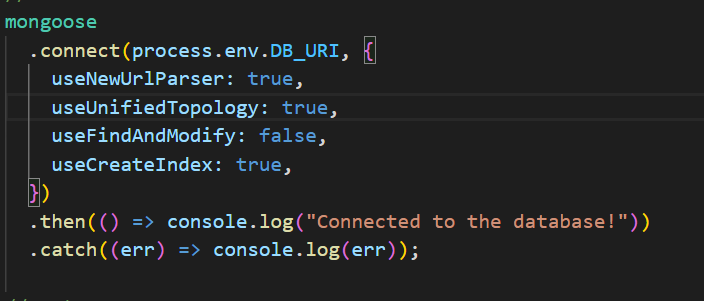 mongoose
  .connect(process.env.DB_URI, {
    useNewUrlParser: true,
    useUnifiedTopology: true,
    useFindAndModify: false,
    useCreateIndex: true,
  })
  .then(() => console.log("Connected to the database!"))
  .catch((err) => console.log(err));